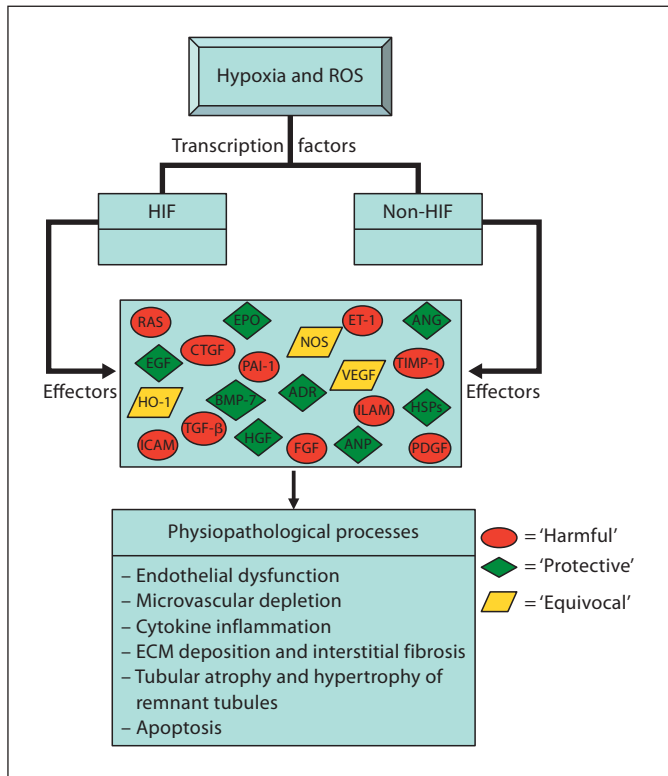 Hypoxia and ROS
Transcription factors
HIF
Non-HIF
Effectors
RAS
EPO
ET-1
ANG
NOS
CTGF
EGF
PAI-1
VEGF
TIMP-1
HO-1
BMP-7
ADR
ILAM
HSPs
TGF-β
ICAM
HGF
FGF
ANP
PDGF
Effectors
Physiopathological processes
– Endothelial dysfunction
– Microvascular depletion
– Cytokine inflammation
– ECM deposition and interstitial fibrosis
– Tubular atrophy and hypertrophy of
remnant tubules
– Apoptosis
= ‘Harmful’
= ‘Protective’
= ‘Equivocal’